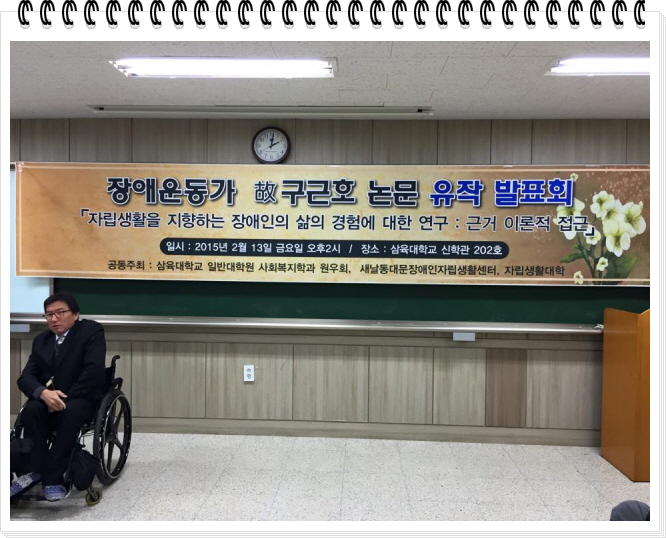 장애운동가 故 구근호 논문 유작 발표회
「자립생활을 지향하는 장애인의 삶의 경험에 대한 연구 : 근거 이론적 접근」
일시 : 2015년 2월 13일 금요일 오후2시 / 장소 : 삼육대학교 신학관 202호
공동주최 : 삼육대학교 일반대학원 사회복지학과 원우회, 새날동대문장애인자립생활센터, 자립생활대학